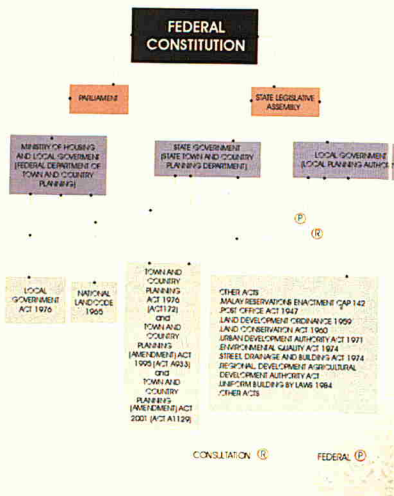 FEDERAL
CONSTITUTION
PARLIAMENT
STATE LEGISLATIVE
ASSEMBLY
MINISTRY OF HOUSING
AND LOCAL GOVERMENT
(FEDERAL DEPARTMENT OF
TOWN AND COUNTRY
PLANNING)
STATE GOVERNMENT
(STATE TOWN AND COUNTRY
PLANNING DEPARTMENT)
LOCAL GOVERNMENT
(LOCAL PLANNING
P
R
LOCAL
GOVERNMENT
ACT 1976
NATIONAL
LAND CODE
1965
TOWN AND
COUNTRY
PLANNING
ACT 1976
(ACT172)
and
TOWN AND
COUNTRY
PLANNING
(AMENDMENT) ACT
1995 (ACT A933)
and
TOWN AND
COUNTRY
PLANNING
(AMENDMENT) ACT
2001 (ACT A1129)
OTHER ACTS
.MALAY RESERVATIONS ENACTMENT CAP 142
.POST OFFICE ACT 1947
.LAND DEVELOPMENT ORDINANCE 1959
.LAND CONSERVATION ACT 1960
.URBAN DEVELOPMENT AUTHORITY ACT 1971
.ENVIRONMENTAL QUALITY ACT 1974
STREET, DRAINAGE AND BUILDING ACT 1974
.REGIONAL DEVELOPMENT AGRICULTURAL
DEVELOPMENT AUTHORITY ACT
.UNIFORM BUILDING BY LAWS 1984
.OTHER ACTS
CONSULTATION R
FEDERAL P